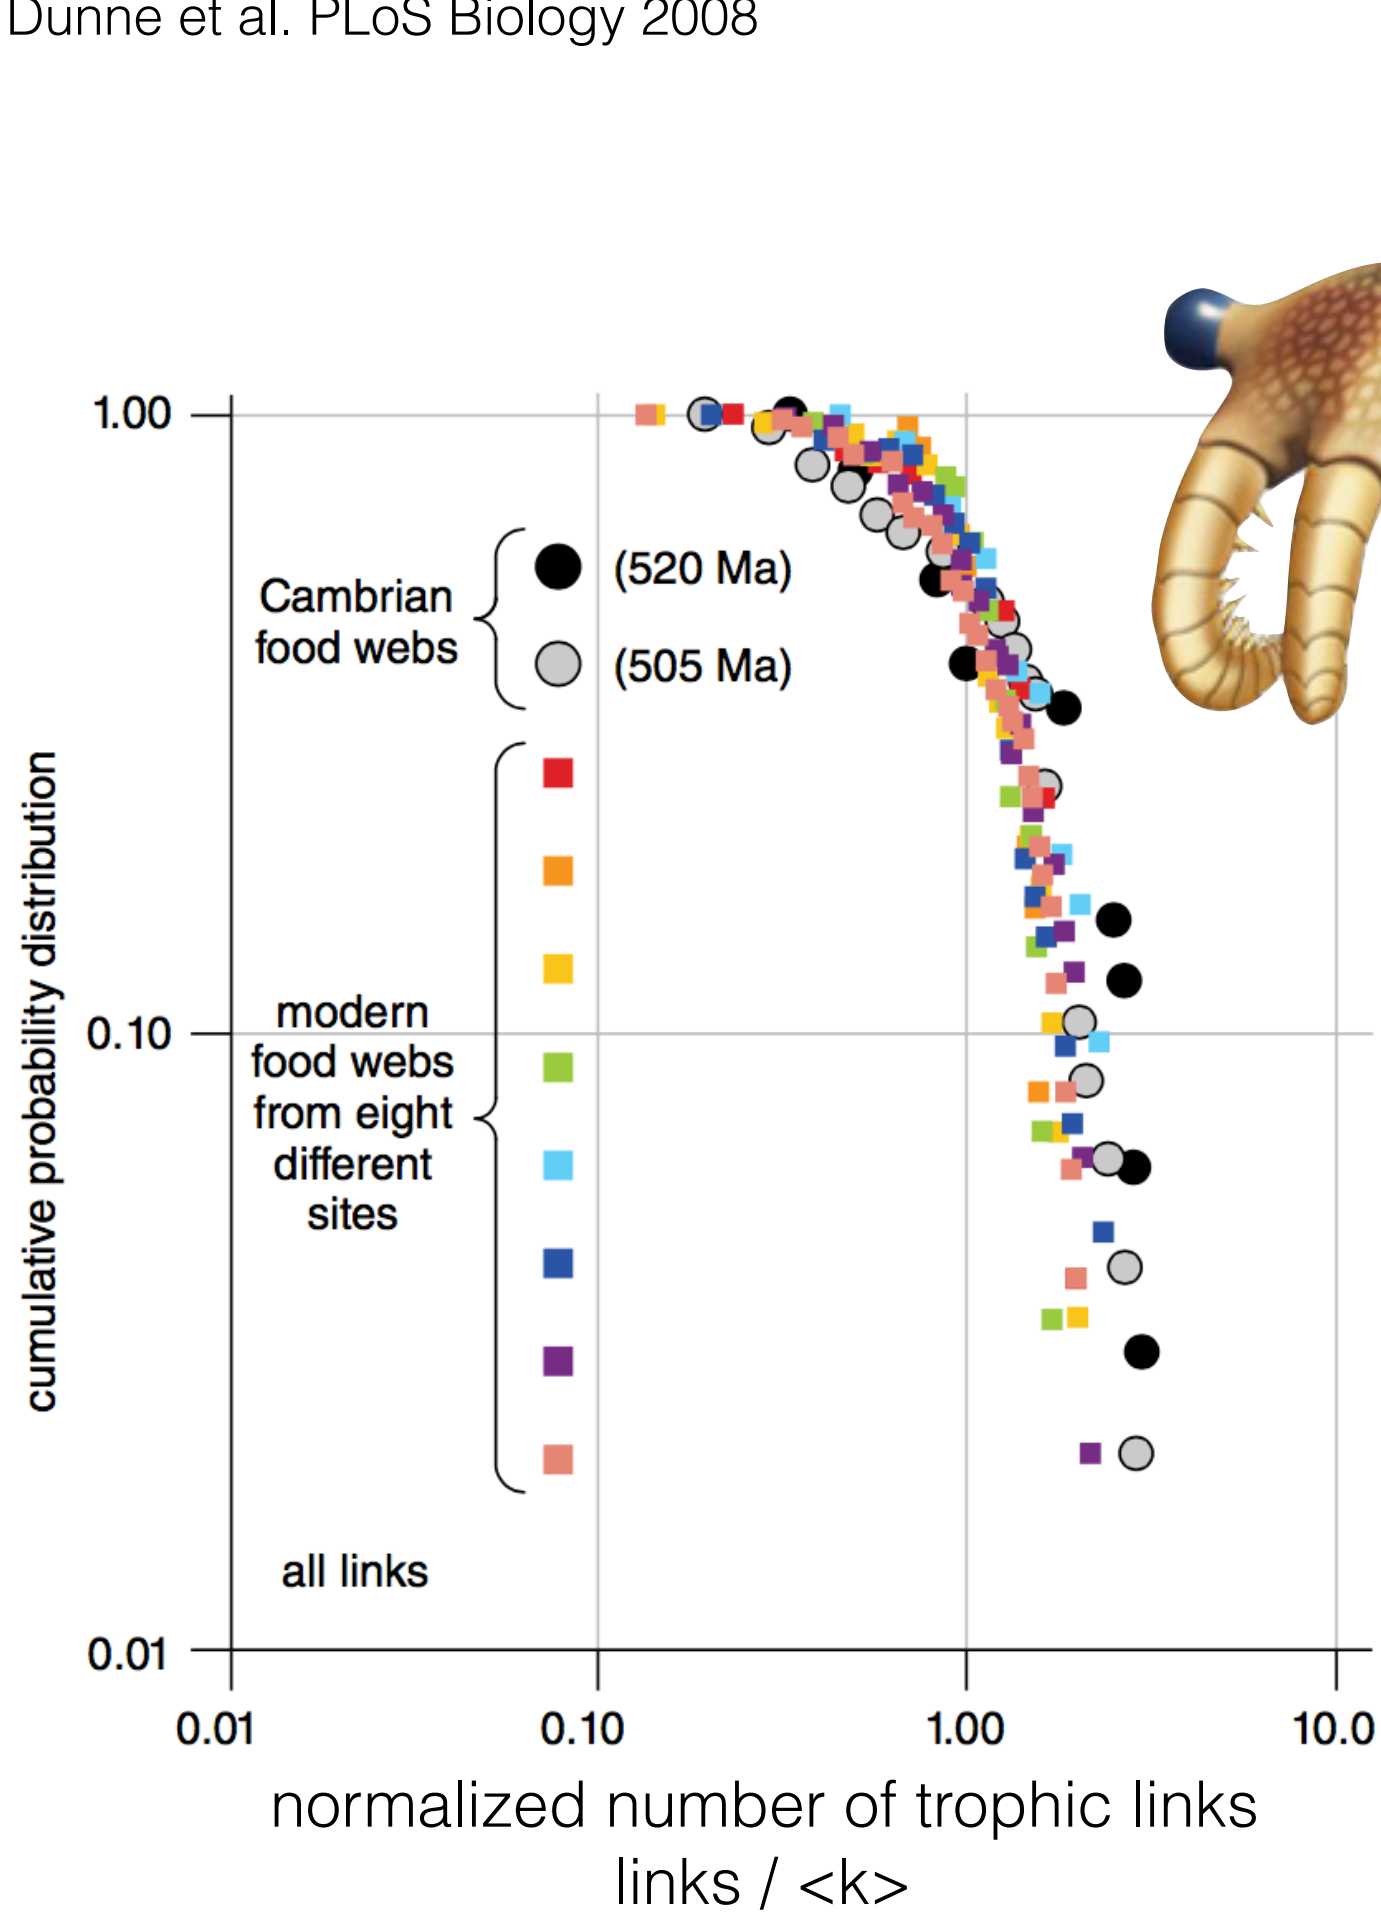 Dunne et al. PLoS Biology 2008
1.00
(520 Ma)
Cambrian
food webs
(505 Ma)
cumulative probability distribution
modern
food webs
from eight
different
sites
0.10
all links
0.01
0.01
0.10
1.00
10.0
normalized number of trophic links
links / <k>